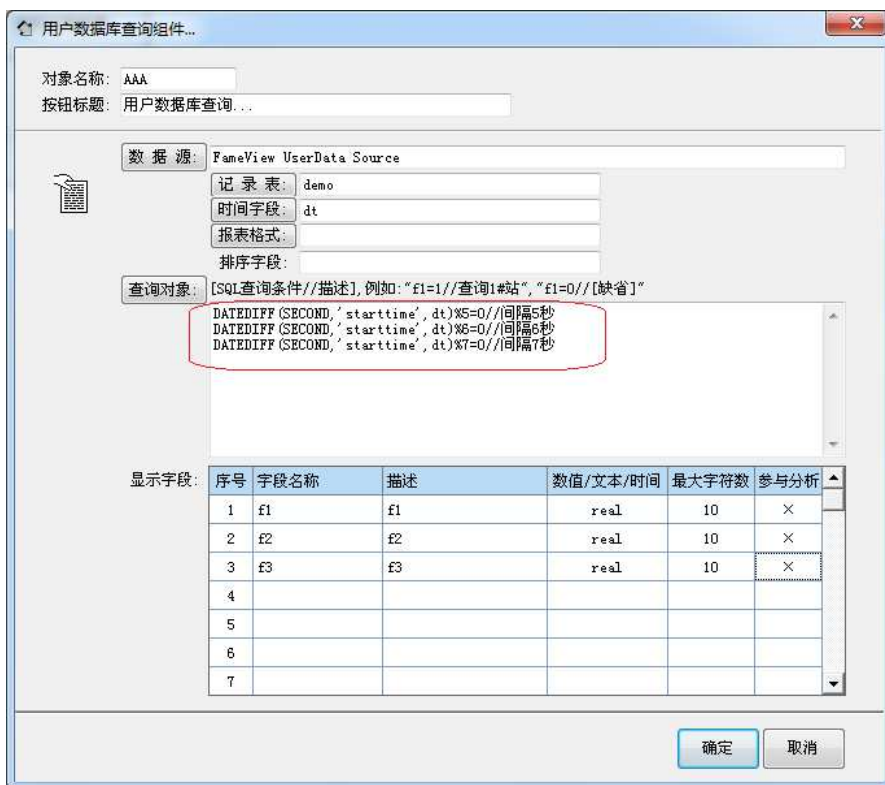 用户数据库查询组件...
对象名称: AAA
按钮标题: 用户数据库查询...
数 据 源: FameView UserData Source
记 录 表: demo
时间字段: dt
报表格式:
排序字段:
查询对象: [SQL查询条件//描述],例如:"f1=1//查询1#站","f1=0//[缺省]"
DATEDIFF(SECOND,'starttime',dt)%5=0//间隔5秒
DATEDIFF(SECOND,'starttime',dt)%6=0//间隔6秒
DATEDIFF(SECOND,'starttime',dt)%7=0//间隔7秒
显示字段: 序号 字段名称 描述 数值/文本/时间 最大字符数 参与分析
1 f1 f1 real 10 ×
2 f2 f2 real 10 ×
3 f3 f3 real 10 ×
4
5
6
7
确定 取消